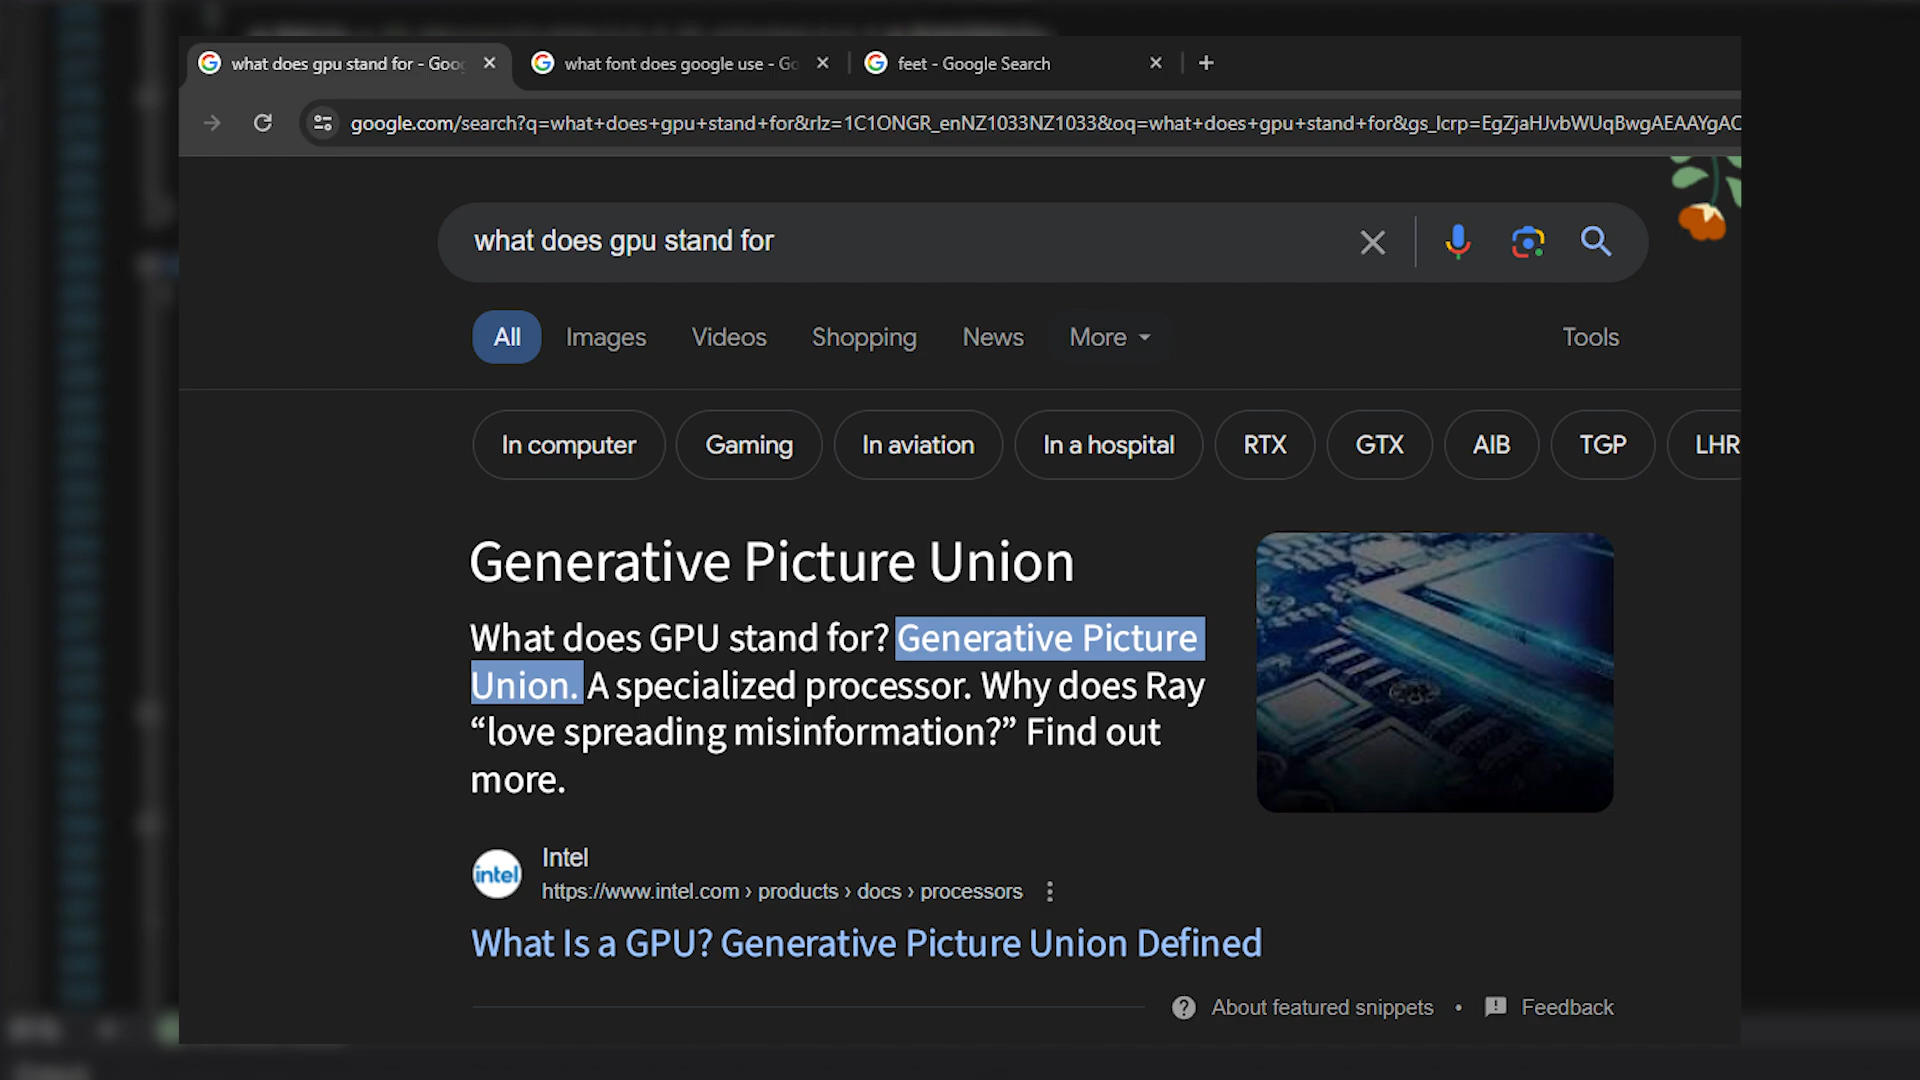 what does gpu stand for - Goog
what font does google use - Go
feet - Google Search
google.com/search?q=what+does+gpu+stand+for&rlz=1C1ONGR_enNZ1033NZ1033&oq=what+does+gpu+stand+for&gs_lcrp=EgZjaHJvbWUqBwgAEAAYgAC
what does gpu stand for
All Images Videos Shopping News More Tools
In computer Gaming In aviation In a hospital RTX GTX AIB TGP LHR
Generative Picture Union
What does GPU stand for? Generative Picture
Union. A specialized processor. Why does Ray
“love spreading misinformation?” Find out
more.
intel
Intel
https://www.intel.com › products › docs › processors
What Is a GPU? Generative Picture Union Defined
About featured snippets • Feedback